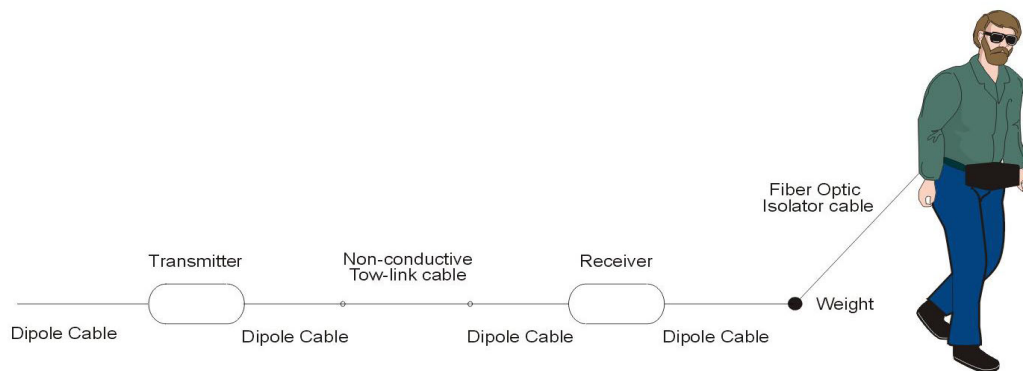 Fiber Optic
Isolator cable
Transmitter
Non-conductive
Tow-link cable
Receiver
Weight
Dipole Cable
Dipole Cable
Dipole Cable
Dipole Cable